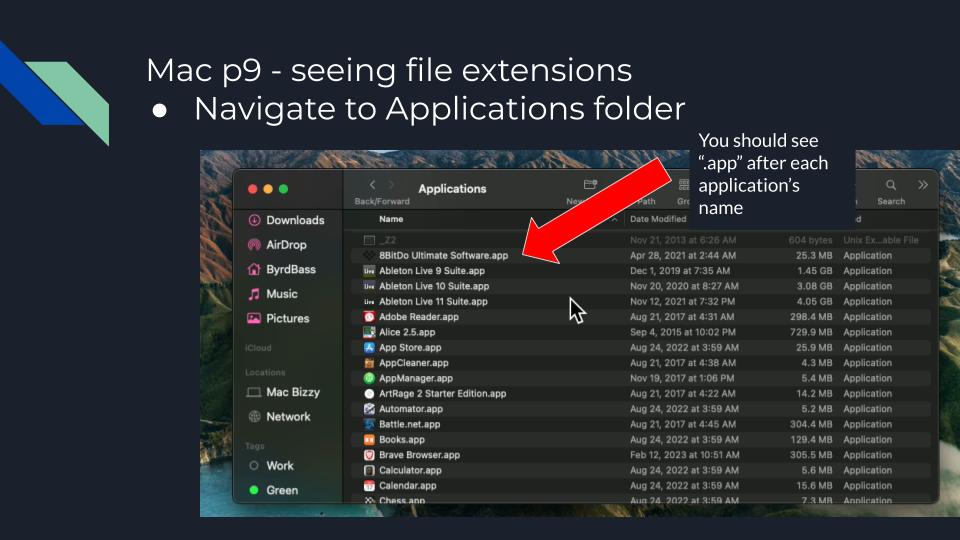 Mac p9 - seeing file extensions
● Navigate to Applications folder
You should see
“.app” after each
application’s
name
Applications
Back/Forward
Path
Search
Name
Date Modified
_Z2 Nov 21, 2013 at 6:26 AM 604 bytes Unix Ex...able File
8BitDo Ultimate Software.app Apr 28, 2021 at 2:44 AM 25.3 MB Application
Ableton Live 9 Suite.app Dec 1, 2019 at 7:35 AM 1.45 GB Application
Ableton Live 10 Suite.app Nov 20, 2020 at 8:27 AM 3.08 GB Application
Ableton Live 11 Suite.app Nov 12, 2021 at 7:32 PM 4.05 GB Application
Adobe Reader.app Aug 21, 2017 at 4:31 AM 298.4 MB Application
Alice 2.5.app Sep 4, 2015 at 10:02 PM 729.9 MB Application
App Store.app Aug 24, 2022 at 3:59 AM 25.9 MB Application
AppCleaner.app Aug 21, 2017 at 4:38 AM 4.3 MB Application
AppManager.app Nov 19, 2017 at 1:06 PM 5.4 MB Application
ArtRage 2 Starter Edition.app Aug 21, 2017 at 4:22 AM 14.2 MB Application
Automator.app Aug 24, 2022 at 3:59 AM 5.2 MB Application
Battle.net.app Aug 21, 2017 at 4:45 AM 304.4 MB Application
Books.app Aug 24, 2022 at 3:59 AM 129.4 MB Application
Brave Browser.app Feb 12, 2023 at 10:51 AM 305.5 MB Application
Calculator.app Aug 24, 2022 at 3:59 AM 5.6 MB Application
Calendar.app Aug 24, 2022 at 3:59 AM 15.6 MB Application
Chess.app Aug 24, 2022 at 3:59 AM 7.3 MB Application
Downloads
AirDrop
ByrdBass
Music
Pictures
iCloud
Locations
Mac Bizzy
Network
Tags
Work
Green